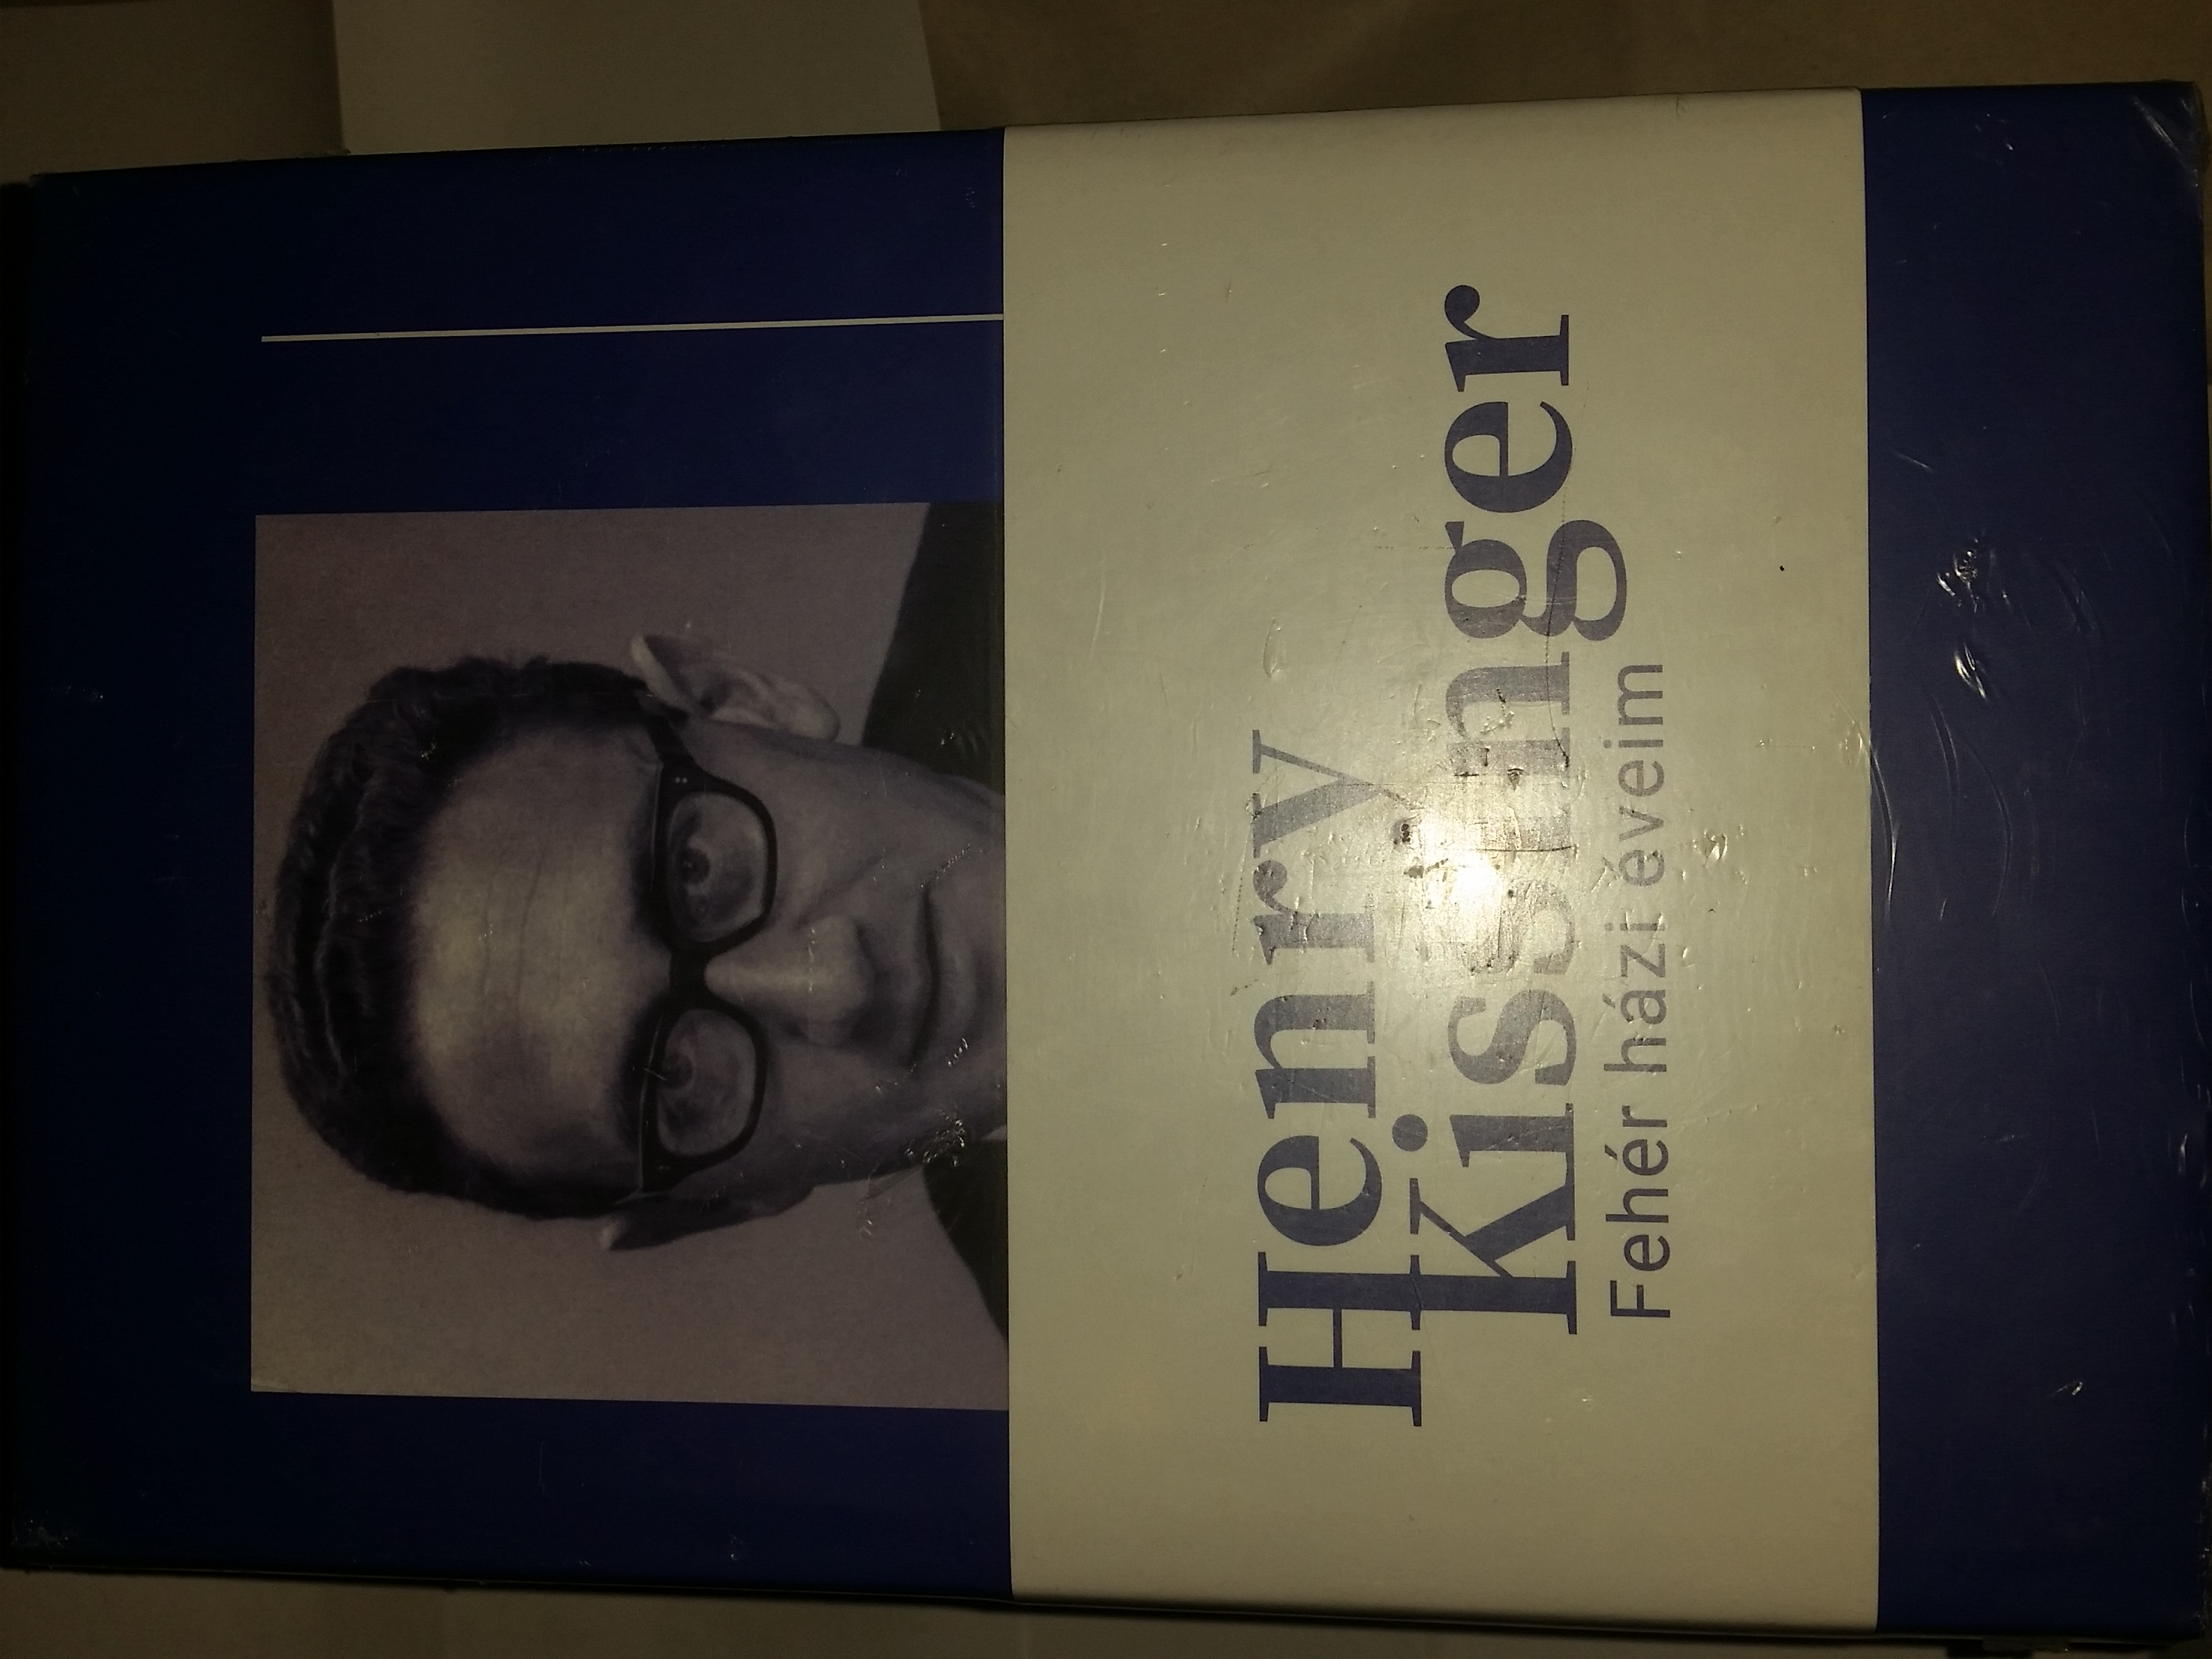 Henry
Kissinger
Fehér házi éveim